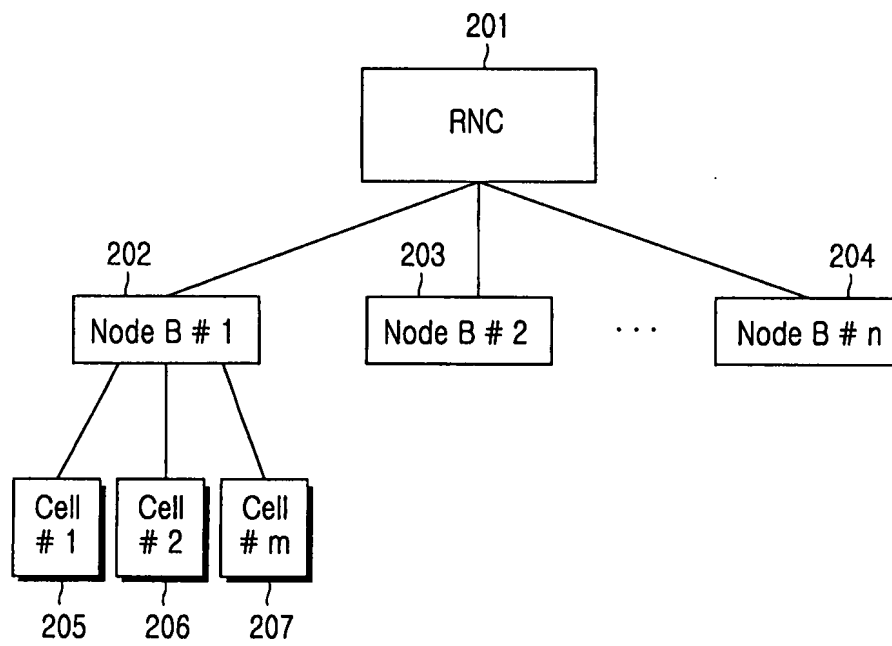 201
RNC
202
203
204
Node B # 1
Node B # 2
. . .
Node B # n
Cell
# 1
Cell
# 2
Cell
# m
205
206
207